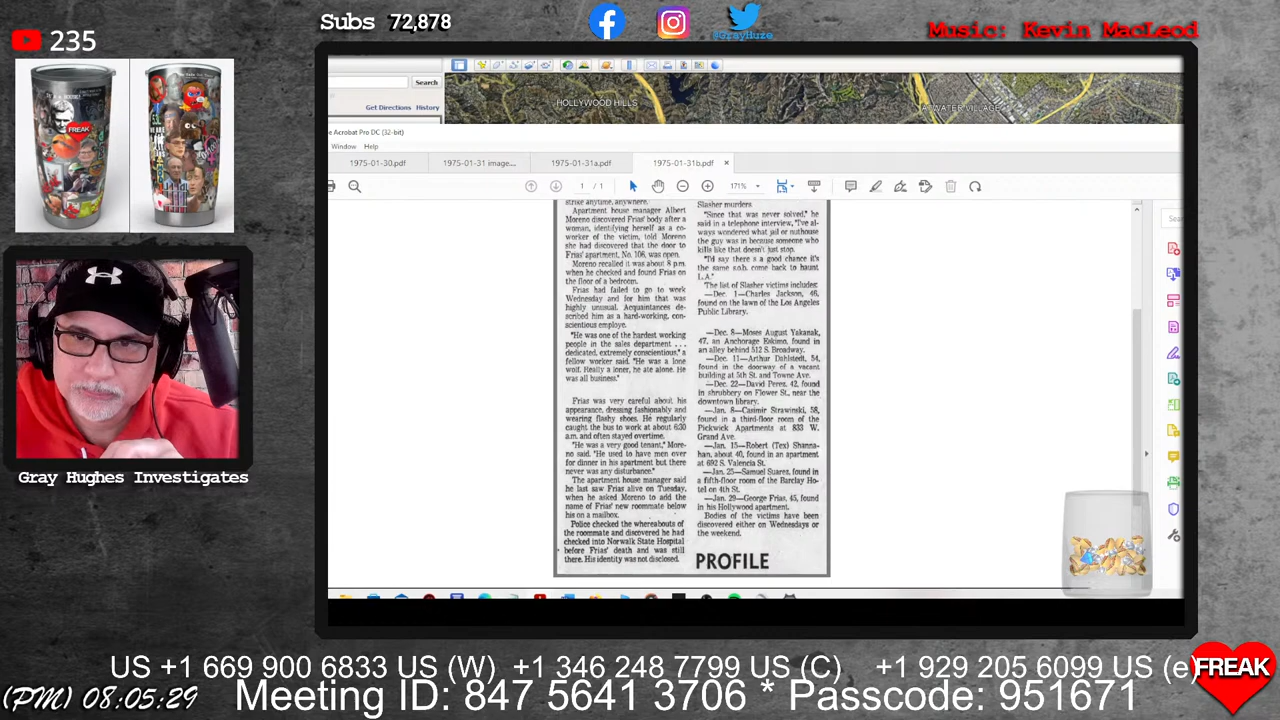 235
Subs 72,878
@GrayHuze
Music: Kevin MacLeod
FREAK
Search
Get Directions History
HOLLYWOOD HILLS
ATWATER VILLAGE
e Acrobat Pro DC (32-bit)
Window Help
1975-01-30.pdf
1975-01-31 image...
1975-01-31a.pdf
1975-01-31b.pdf ×
1 / 1
171%
strike anytime, anywhere.
Apartment house manager Albert
Moreno discovered Frias' body after a
woman, identifying herself as a co-
worker of the victim, told Moreno
she had discovered that the door to
Frias' apartment, No. 106, was open.
Moreno recalled it was about 8 p.m.
when he checked and found Frias on
the floor of a bedroom.
Frias had failed to go to work
Wednesday and for him that was
highly unusual. Acquaintances de-
scribed him as a hard-working, con-
scientious employe.
"He was one of the hardest working
people in the sales department . . .
dedicated, extremely conscientious," a
fellow worker said. "He was a lone
wolf. Really a loner, he ate alone. He
was all business."
Frias was very careful about his
appearance, dressing fashionably and
wearing flashy shoes. He regularly
caught the bus to work at about 6:30
a.m. and often stayed overtime.
"He was a very good tenant," More-
no said. "He used to have men over
for dinner in his apartment but there
never was any disturbance."
The apartment house manager said
he last saw Frias alive on Tuesday,
when he asked Moreno to add the
name of Frias' new roommate below
his on a mailbox.
Police checked the whereabouts of
the roommate and discovered he had
checked into Norwalk State Hospital
before Frias' death and was still
there. His identity was not disclosed.
Slasher murders.
"Since that was never solved," he
said in a telephone interview, "I've al-
ways wondered what jail or nuthouse
the guy was in because someone who
kills like that doesn't just stop.
"I'd say there's a good chance it's
the same s.o.b. come back to haunt
L.A."
The list of Slasher victims includes:
—Dec. 1—Charles Jackson, 46,
found on the lawn of the Los Angeles
Public Library.
—Dec. 8—Moses August Yakanak,
47, an Anchorage Eskimo, found in
an alley behind 512 S. Broadway.
—Dec. 11—Arthur Dahlstedt, 54,
found in the doorway of a vacant
building at 5th St. and Towne Ave.
—Dec. 22—David Perez, 42, found
in shrubbery on Flower St., near the
downtown library.
—Jan. 8—Casimir Strawinski, 58,
found in a third-floor room of the
Pickwick Apartments at 833 W.
Grand Ave.
—Jan. 15—Robert (Tex) Shanna-
han, about 40, found in an apartment
at 692 S. Valencia St.
—Jan. 25—Samuel Suarez, found in
a fifth-floor room of the Barclay Ho-
tel on 4th St.
—Jan. 29—George Frias, 45, found
in his Hollywood apartment.
Bodies of the victims have been
discovered either on Wednesdays or
the weekend.
PROFILE
Gray Hughes Investigates
US +1 669 900 6833 US (W) +1 346 248 7799 US (C) +1 929 205 6099 US (e)
FREAK
(PM) 08:05:29
Meeting ID: 847 5641 3706 * Passcode: 951671